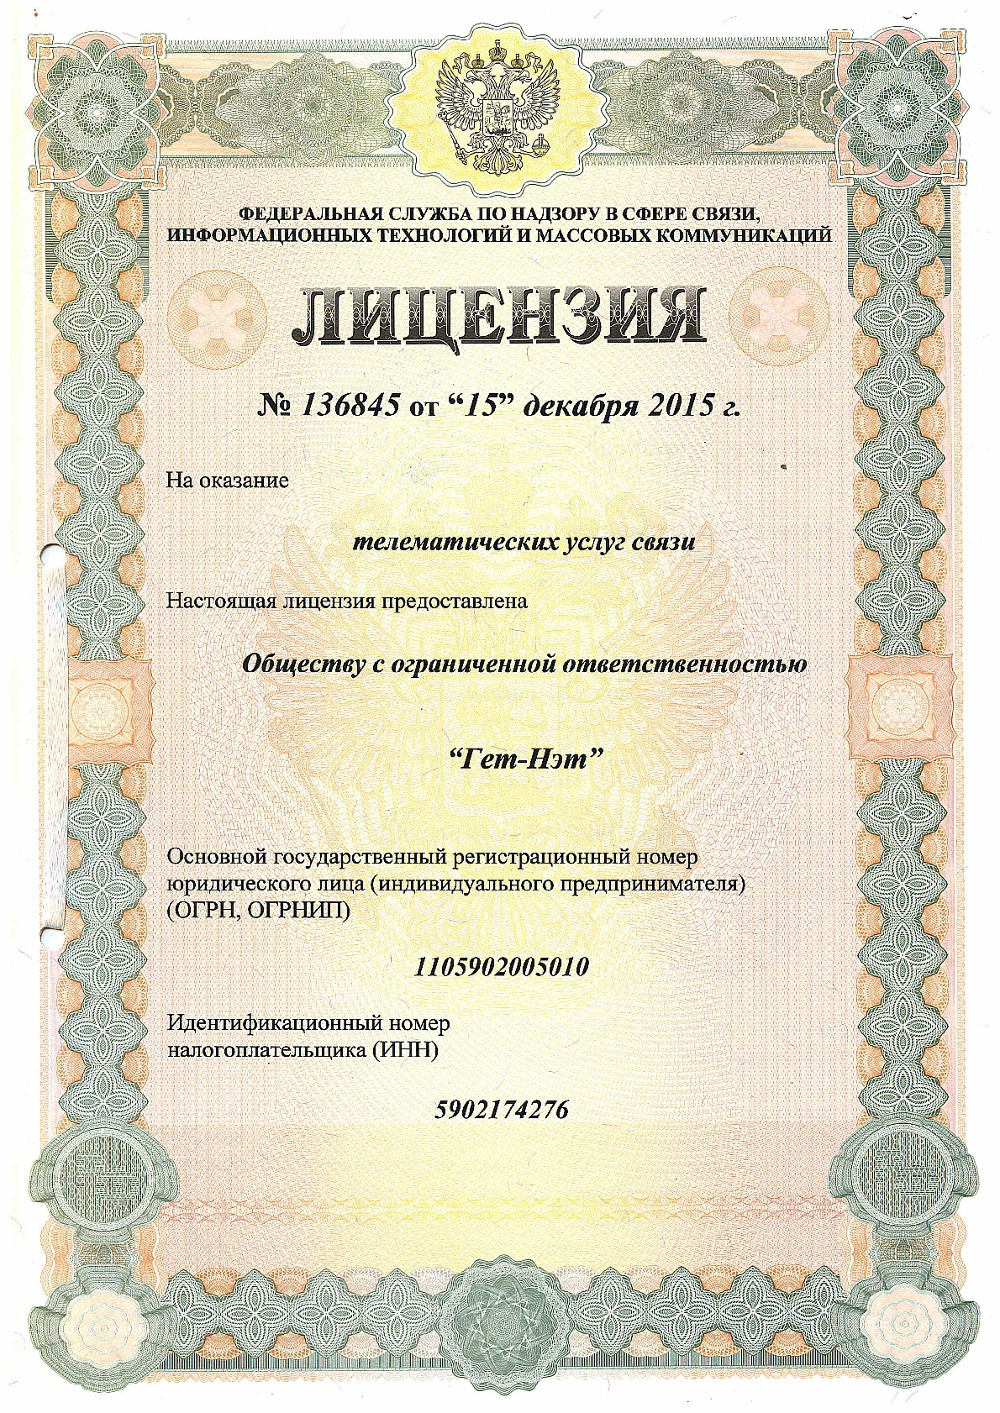 ФЕДЕРАЛЬНАЯ СЛУЖБА ПО НАДЗОРУ В СФЕРЕ СВЯЗИ,
ИНФОРМАЦИОННЫХ ТЕХНОЛОГИЙ И МАССОВЫХ КОММУНИКАЦИЙ
ЛИЦЕНЗИЯ
№ 136845 от “15” декабря 2015 г.
На оказание
телематических услуг связи
Настоящая лицензия предоставлена
Обществу с ограниченной ответственностью
“Гет-Нэт”
Основной государственный регистрационный номер
юридического лица (индивидуального предпринимателя)
(ОГРН, ОГРНИП)
1105902005010
Идентификационный номер
налогоплательщика (ИНН)
5902174276